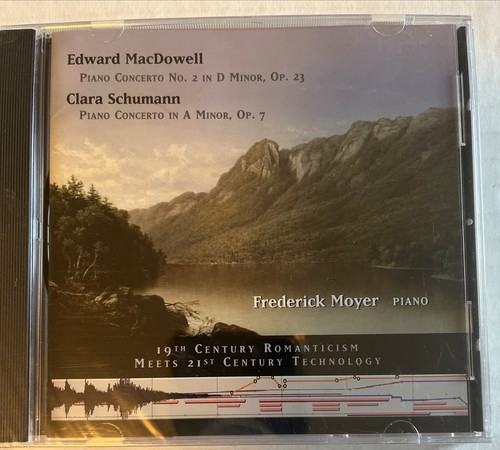 Edward MacDowell
Piano Concerto No. 2 in D Minor, Op. 23
Clara Schumann
Piano Concerto in A Minor, Op. 7
Frederick Moyer piano
19th Century Romanticism
Meets 21st Century Technology